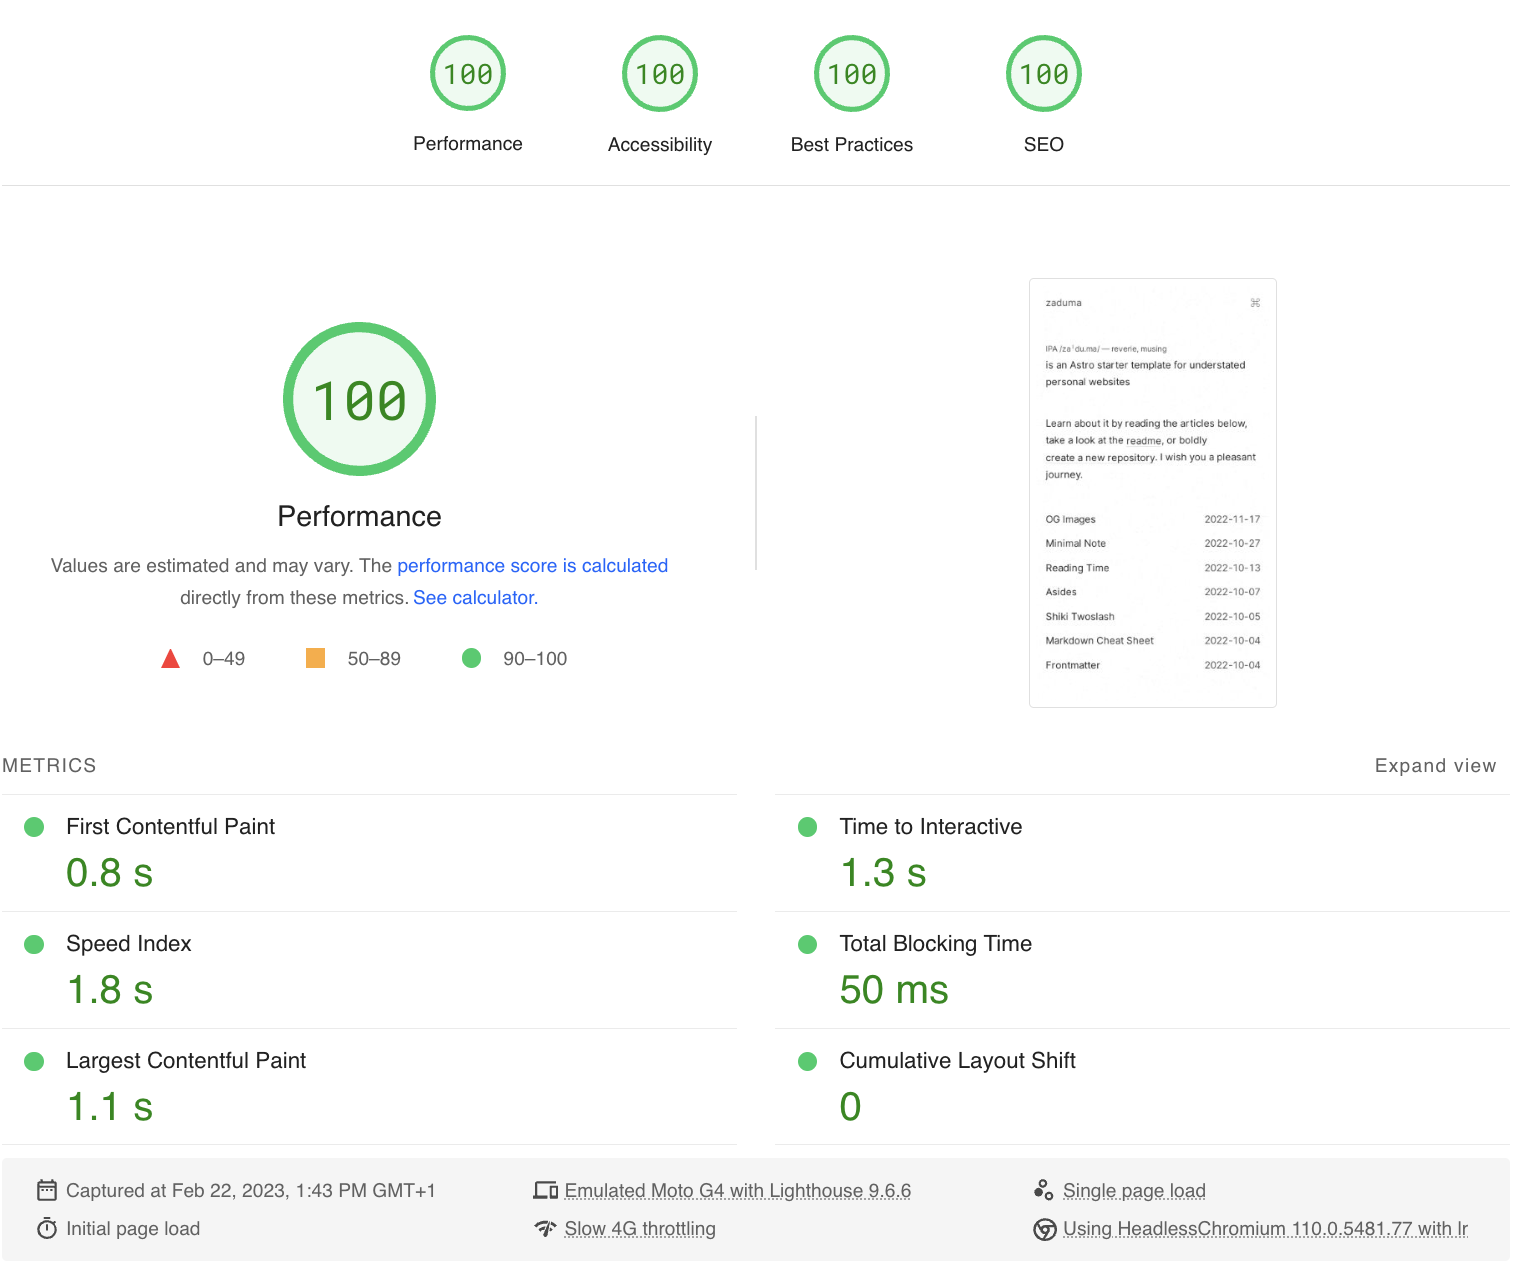 100
100
100
100
Performance
Accessibility
Best Practices
SEO
100
Performance
Values are estimated and may vary. The performance score is calculated
directly from these metrics. See calculator.
0–49
50–89
90–100
zaduma
⌘
IPA /zaˈdu.ma/ — reverie, musing
is an Astro starter template for understated
personal websites
Learn about it by reading the articles below,
take a look at the readme, or boldly
create a new repository. I wish you a pleasant
journey.
OG Images 2022-11-17
Minimal Note 2022-10-27
Reading Time 2022-10-13
Asides 2022-10-07
Shiki Twoslash 2022-10-05
Markdown Cheat Sheet 2022-10-04
Frontmatter 2022-10-04
METRICS
Expand view
First Contentful Paint
0.8 s
Time to Interactive
1.3 s
Speed Index
1.8 s
Total Blocking Time
50 ms
Largest Contentful Paint
1.1 s
Cumulative Layout Shift
0
Captured at Feb 22, 2023, 1:43 PM GMT+1
Emulated Moto G4 with Lighthouse 9.6.6
Single page load
Initial page load
Slow 4G throttling
Using HeadlessChromium 110.0.5481.77 with lr